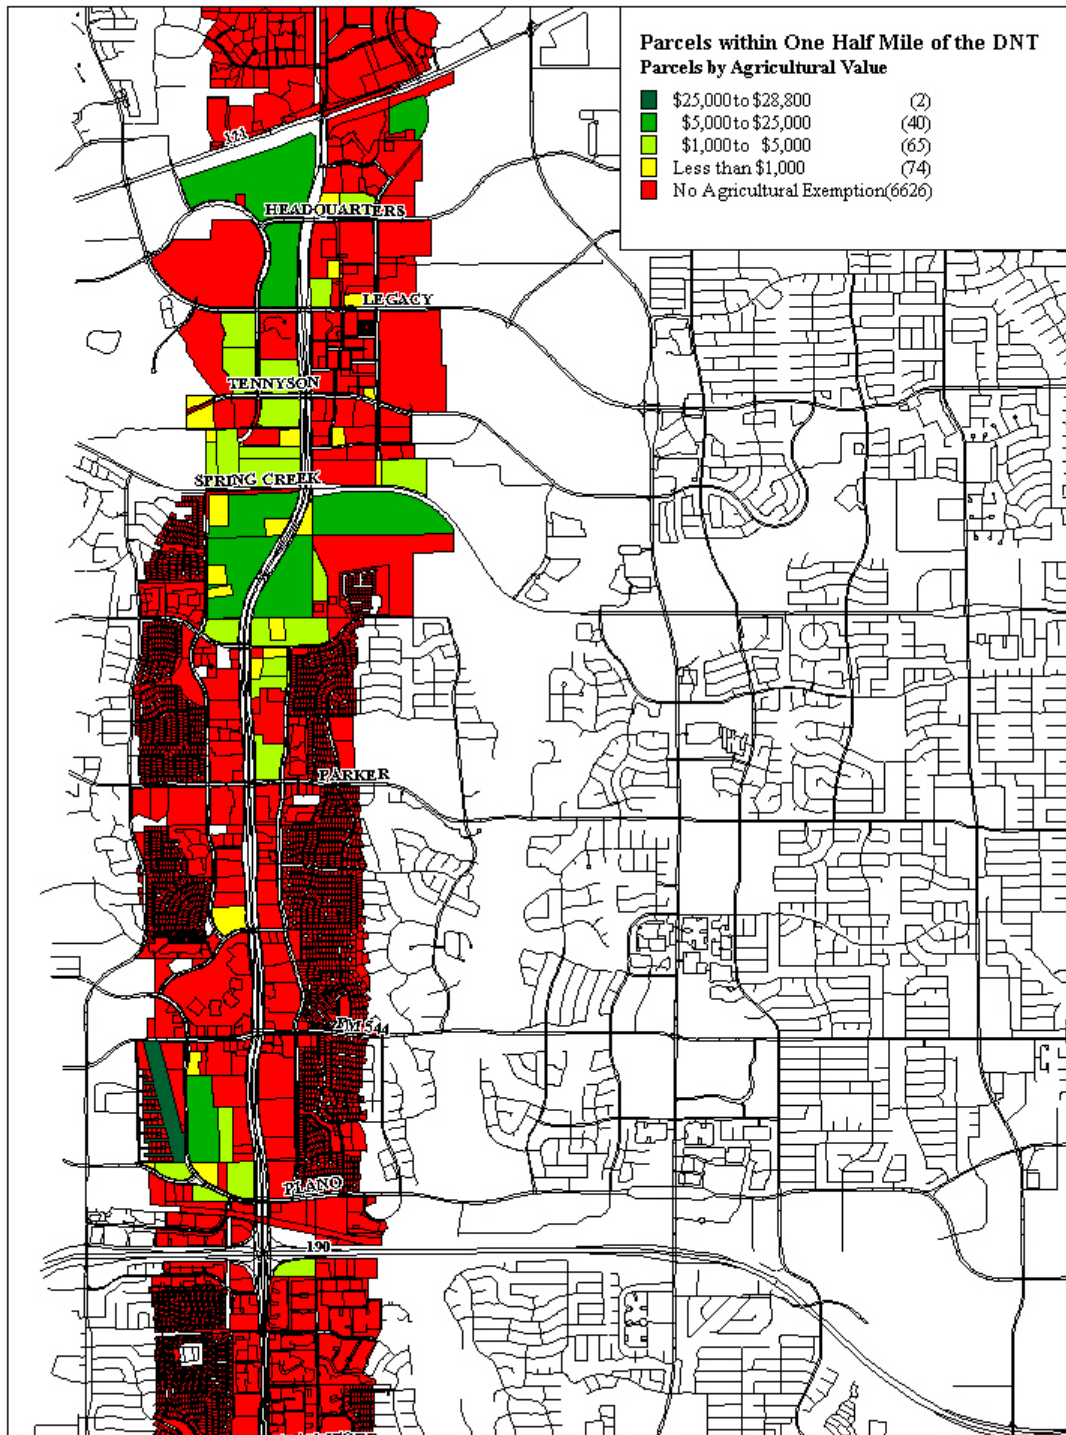 Parcels within One Half Mile of the DNT
Parcels by Agricultural Value
$25,000 to $28,800 (2)
$5,000 to $25,000 (40)
$1,000 to $5,000 (65)
Less than $1,000 (74)
No Agricultural Exemption (6626)
121
HEADQUARTERS
LEGACY
TENNYSON
SPRING CREEK
PARKER
FM 544
PLANO
190